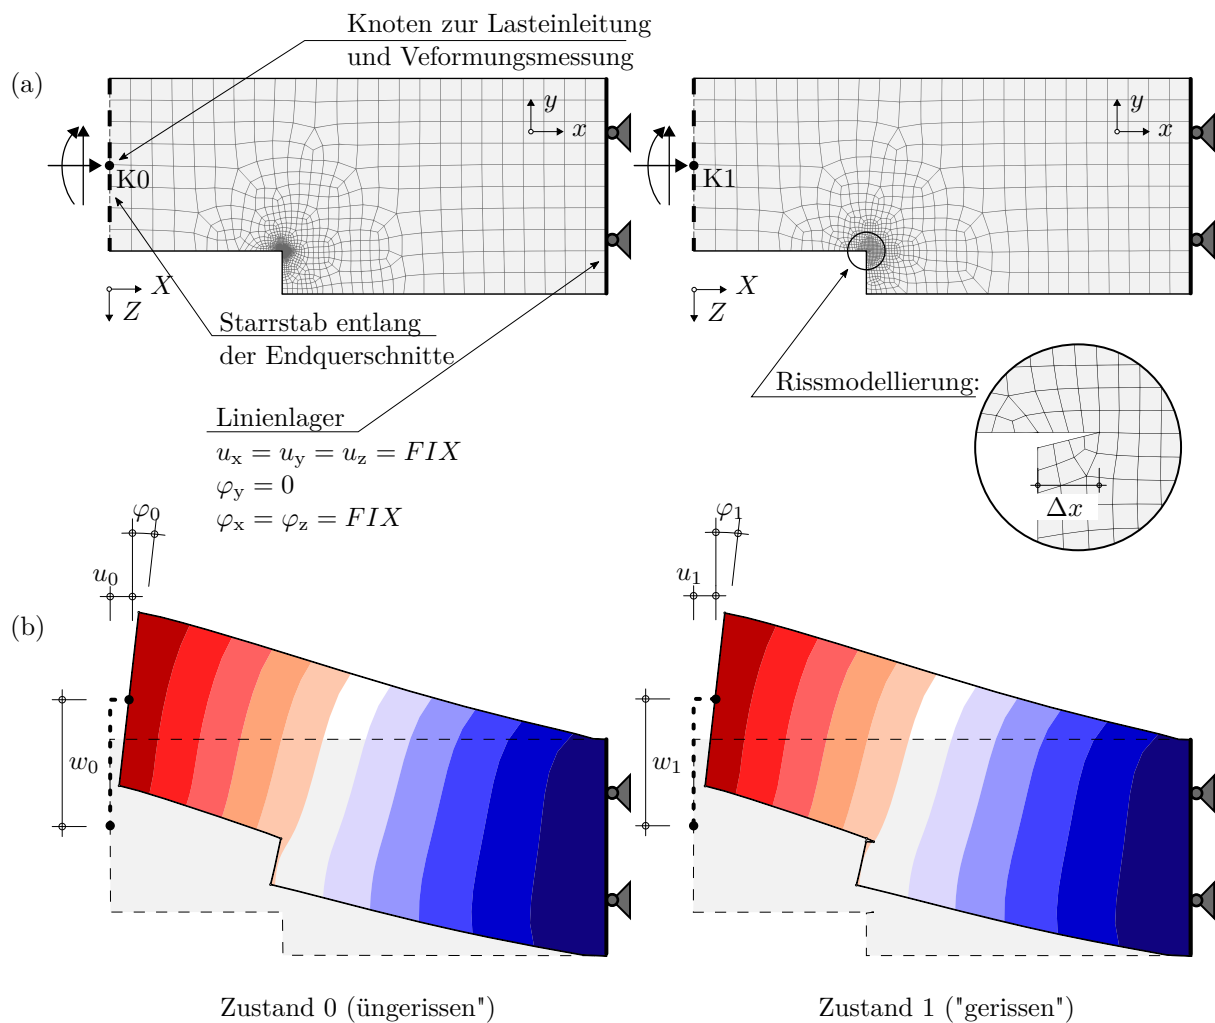 Knoten zur Lasteinleitung
und Veformungsmessung
(a)
y
x
y
x
K0
K1
X
Z
X
Z
Starrstab entlang
der Endquerschnitte
Rissmodellierung:
Linienlager
u_x = u_y = u_z = FIX
φ_y = 0
φ_x = φ_z = FIX
Δx
φ_0
φ_1
u_0
u_1
(b)
w_0
w_1
Zustand 0 (üngerissen")
Zustand 1 ("gerissen")